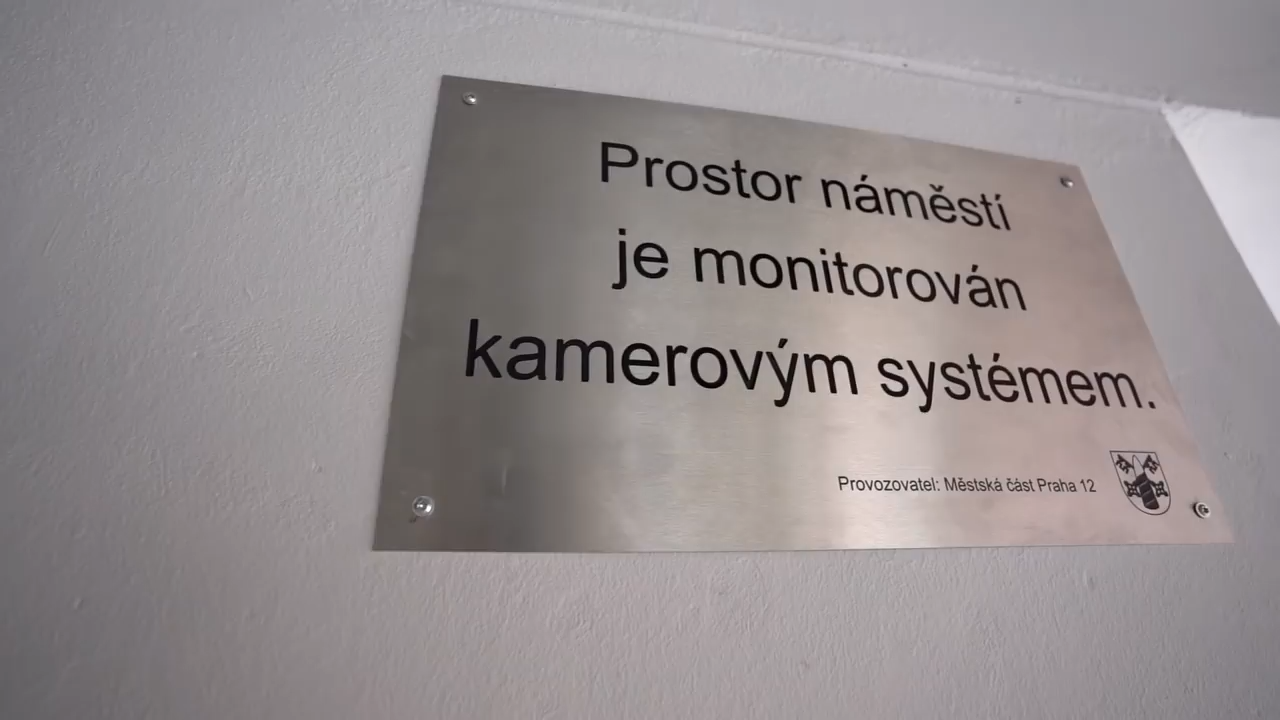 Prostor náměstí
je monitorován
kamerovým systémem.
Provozovatel: Městská část Praha 12